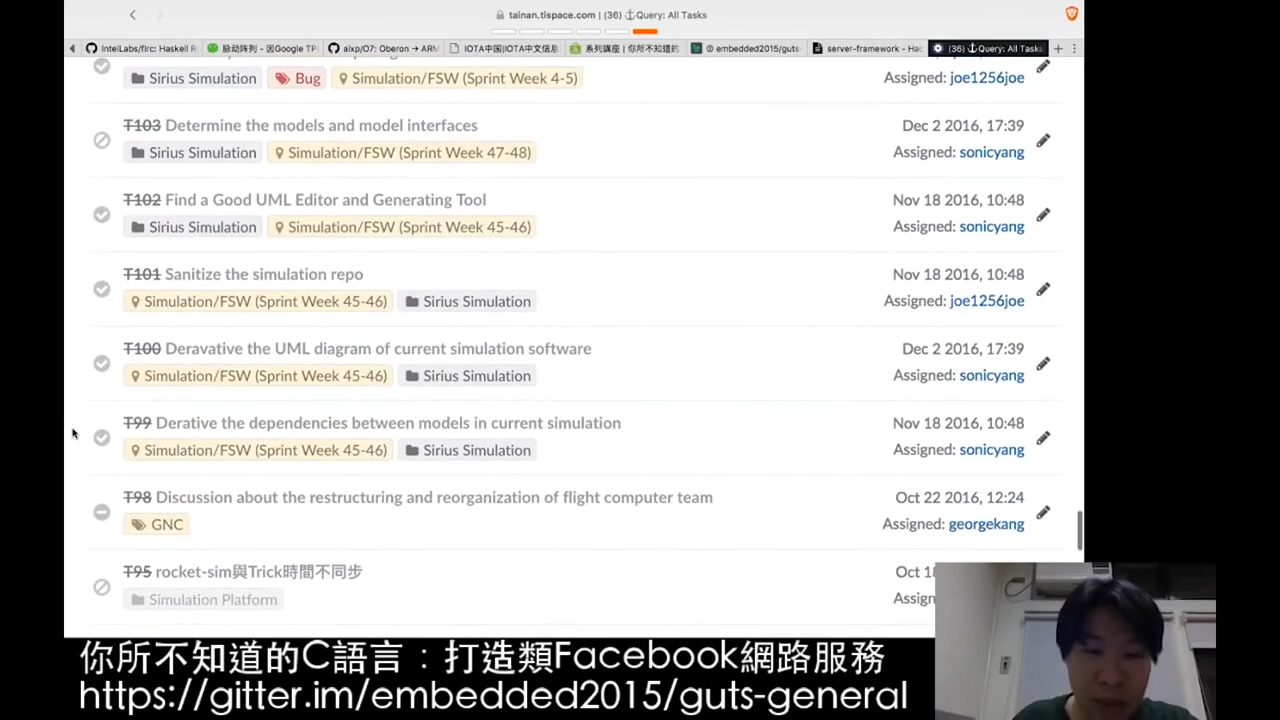 tainan.tispace.com | (36) ⚓Query: All Tasks
IntelLabs/flrc: Haskell R
脉动阵列 - 因Google TP
aixp/O7: Oberon → ARM
IOTA中国|IOTA中文信息
系列講座 | 你所不知道的
embedded2015/guts-
server-framework - Hac
(36) ⚓Query: All Tasks
Sirius Simulation Bug Simulation/FSW (Sprint Week 4-5) Assigned: joe1256joe
T103 Determine the models and model interfaces Dec 2 2016, 17:39
Sirius Simulation Simulation/FSW (Sprint Week 47-48) Assigned: sonicyang
T102 Find a Good UML Editor and Generating Tool Nov 18 2016, 10:48
Sirius Simulation Simulation/FSW (Sprint Week 45-46) Assigned: sonicyang
T101 Sanitize the simulation repo Nov 18 2016, 10:48
Simulation/FSW (Sprint Week 45-46) Sirius Simulation Assigned: joe1256joe
T100 Deravative the UML diagram of current simulation software Dec 2 2016, 17:39
Simulation/FSW (Sprint Week 45-46) Sirius Simulation Assigned: sonicyang
T99 Derative the dependencies between models in current simulation Nov 18 2016, 10:48
Simulation/FSW (Sprint Week 45-46) Sirius Simulation Assigned: sonicyang
T98 Discussion about the restructuring and reorganization of flight computer team Oct 22 2016, 12:24
GNC Assigned: georgekang
T95 rocket-sim與Trick時間不同步 Oct 1
Simulation Platform Assign
你所不知道的C語言：打造類Facebook網路服務
https://gitter.im/embedded2015/guts-general